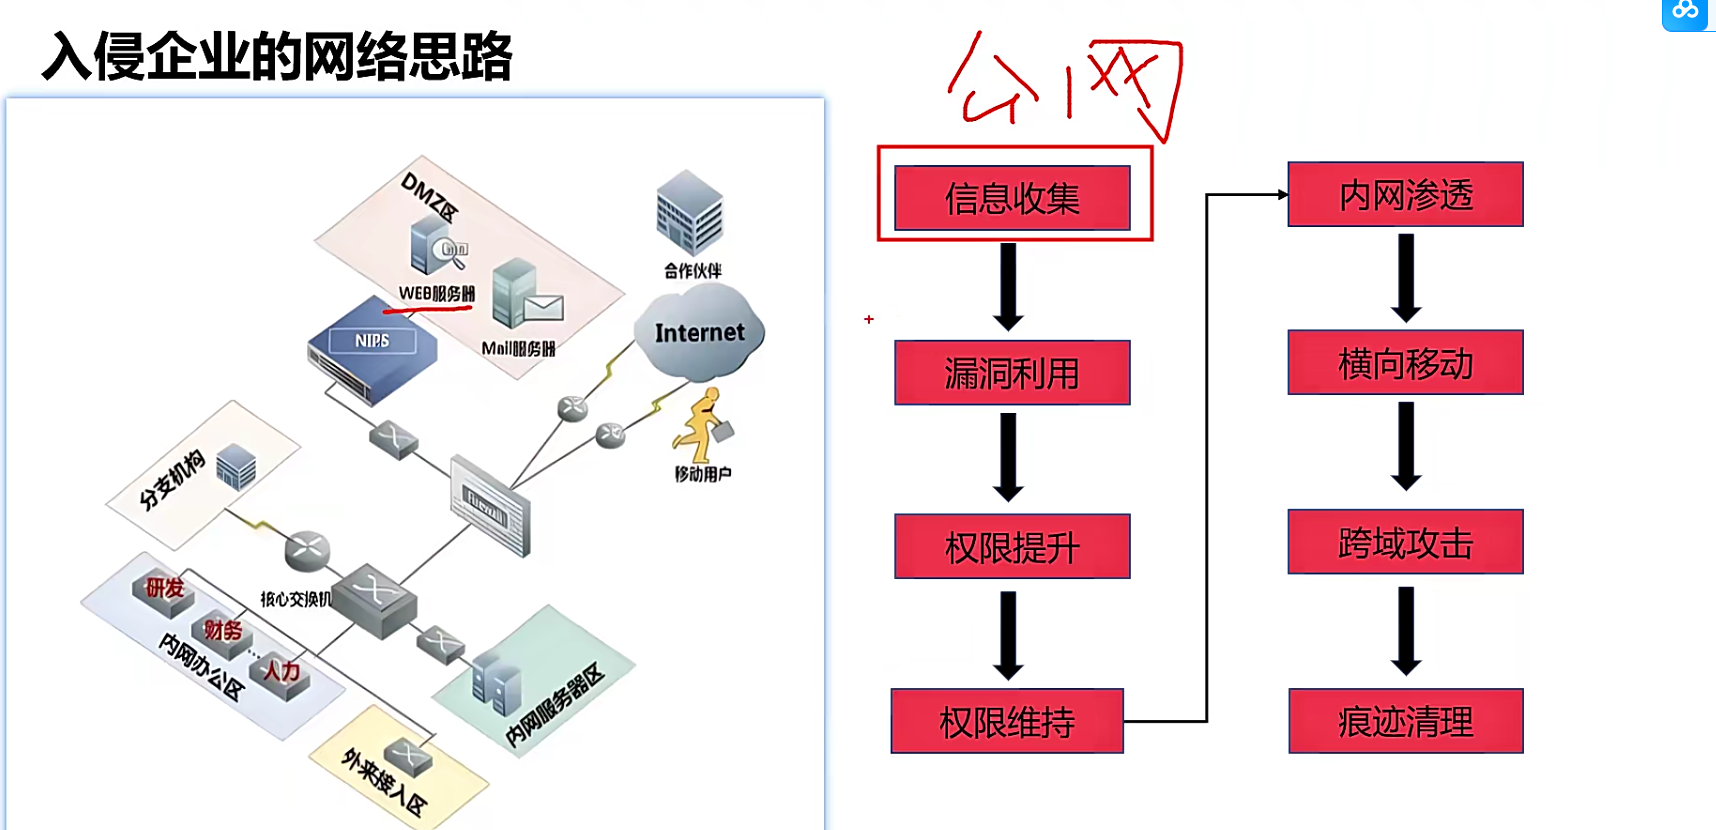 入侵企业的网络思路
公网
DMZ区
WEB服务器
Mail服务器
NIPS
合作伙伴
Internet
移动用户
分支机构
Firewall
核心交换机
研发
财务
...
人力
内网办公区
内网服务器区
外来接入区
信息收集
漏洞利用
权限提升
权限维持
内网渗透
横向移动
跨域攻击
痕迹清理